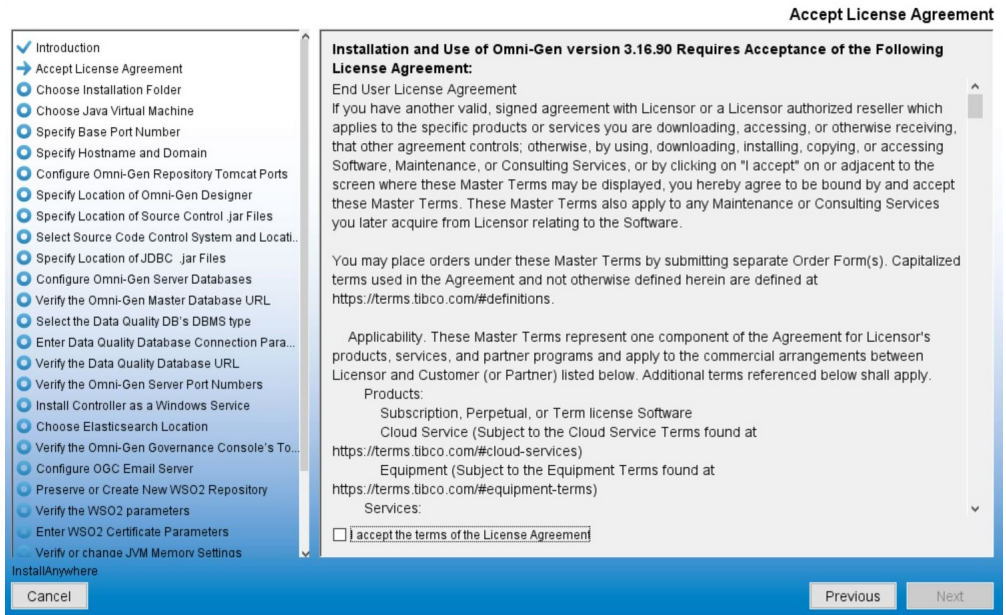 Accept License Agreement
Introduction
Accept License Agreement
Choose Installation Folder
Choose Java Virtual Machine
Specify Base Port Number
Specify Hostname and Domain
Configure Omni-Gen Repository Tomcat Ports
Specify Location of Omni-Gen Designer
Specify Location of Source Control .jar Files
Select Source Code Control System and Locati..
Specify Location of JDBC .jar Files
Configure Omni-Gen Server Databases
Verify the Omni-Gen Master Database URL
Select the Data Quality DB's DBMS type
Enter Data Quality Database Connection Para...
Verify the Data Quality Database URL
Verify the Omni-Gen Server Port Numbers
Install Controller as a Windows Service
Choose Elasticsearch Location
Verify the Omni-Gen Governance Console's To...
Configure OGC Email Server
Preserve or Create New WSO2 Repository
Verify the WSO2 parameters
Enter WSO2 Certificate Parameters
Verify or change JVM Memory Settings
Installation and Use of Omni-Gen version 3.16.90 Requires Acceptance of the Following
License Agreement:
End User License Agreement
If you have another valid, signed agreement with Licensor or a Licensor authorized reseller which
applies to the specific products or services you are downloading, accessing, or otherwise receiving,
that other agreement controls; otherwise, by using, downloading, installing, copying, or accessing
Software, Maintenance, or Consulting Services, or by clicking on "I accept" on or adjacent to the
screen where these Master Terms may be displayed, you hereby agree to be bound by and accept
these Master Terms. These Master Terms also apply to any Maintenance or Consulting Services
you later acquire from Licensor relating to the Software.
You may place orders under these Master Terms by submitting separate Order Form(s). Capitalized
terms used in the Agreement and not otherwise defined herein are defined at
https://terms.tibco.com/#definitions.
Applicability. These Master Terms represent one component of the Agreement for Licensor's
products, services, and partner programs and apply to the commercial arrangements between
Licensor and Customer (or Partner) listed below. Additional terms referenced below shall apply.
Products:
Subscription, Perpetual, or Term license Software
Cloud Service (Subject to the Cloud Service Terms found at
https://terms.tibco.com/#cloud-services)
Equipment (Subject to the Equipment Terms found at
https://terms.tibco.com/#equipment-terms)
Services:
I accept the terms of the License Agreement
InstallAnywhere
Cancel
Previous
Next